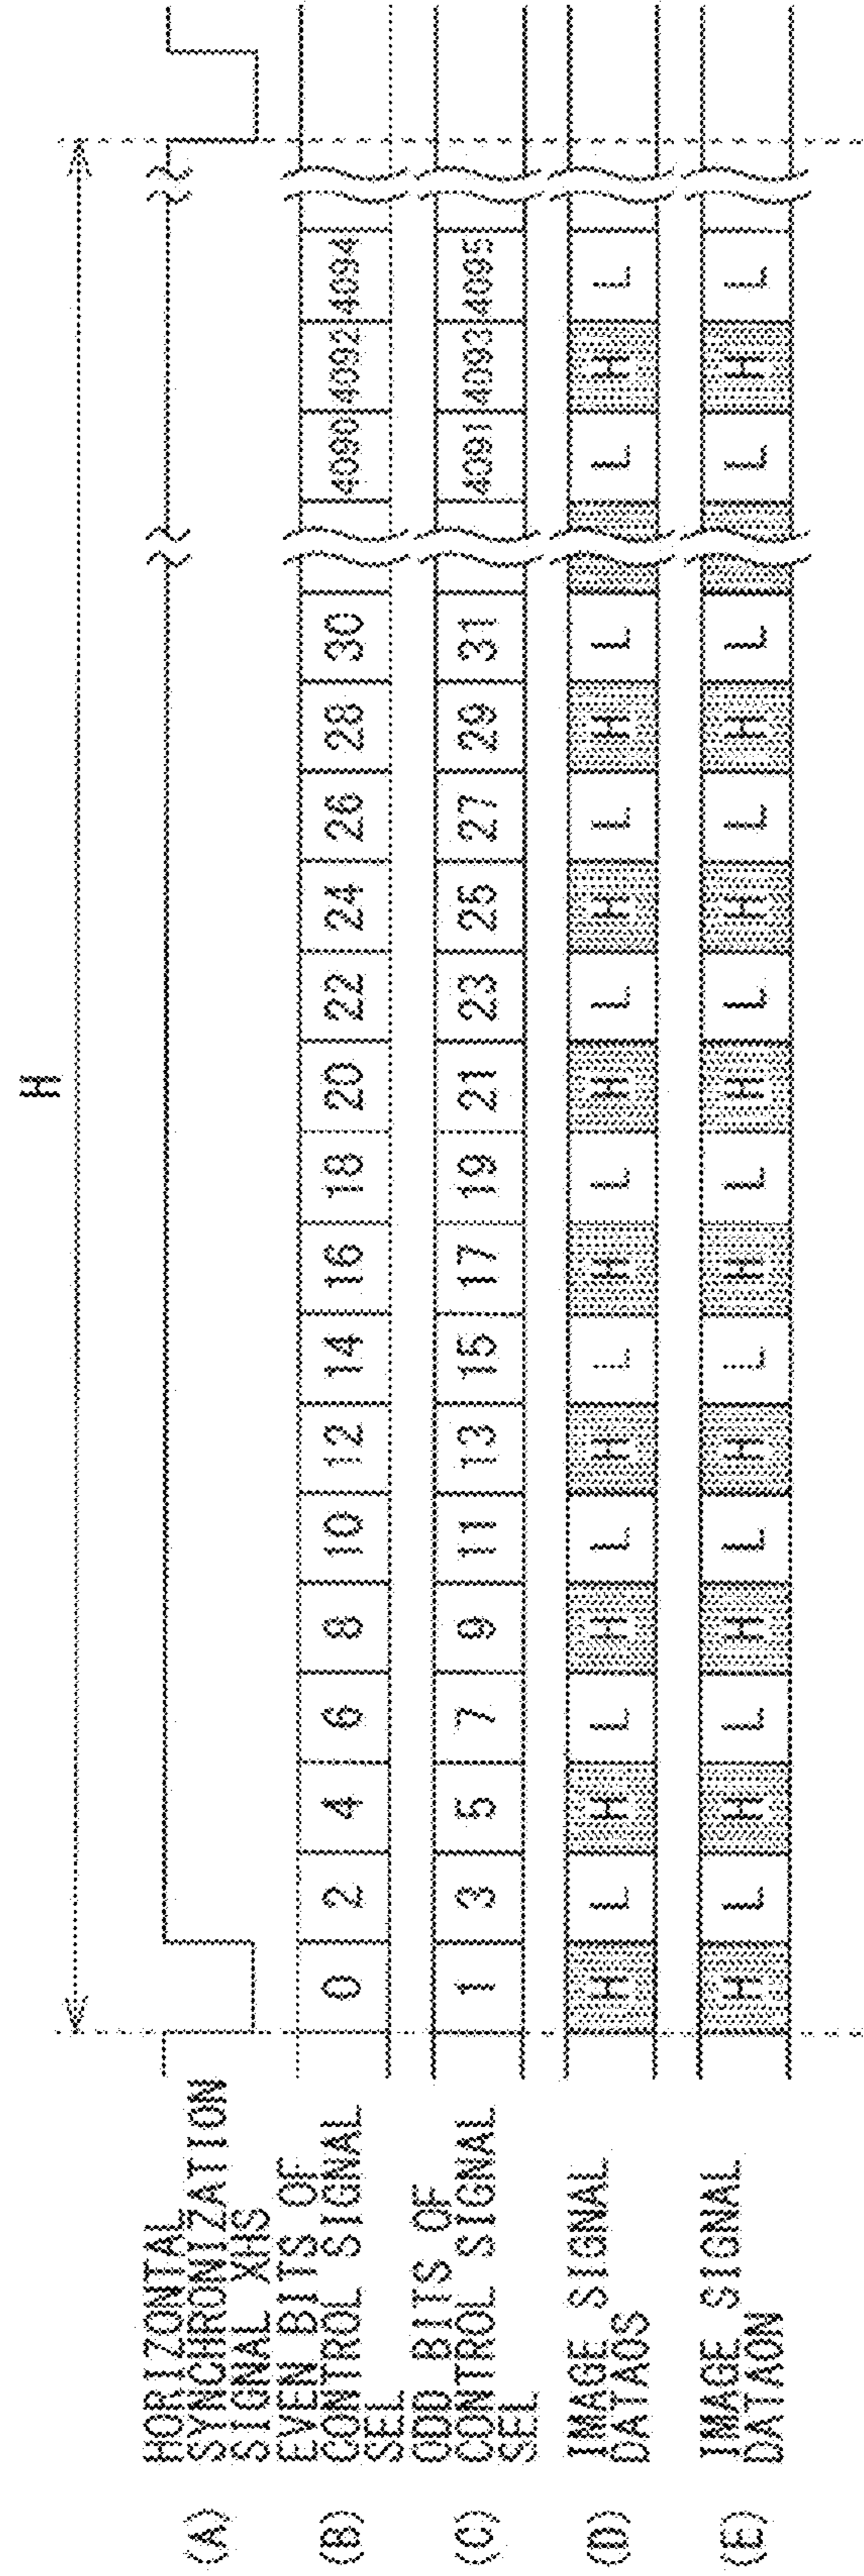 H
(A) HORIZONTAL
SYNCHRONIZATION
SIGNAL XHS
(B) EVEN BITS OF
CONTROL SIGNAL
SEL
0 2 4 6 8 10 12 14 16 18 20 22 24 26 28 30 4090 4092 4094
(C) ODD BITS OF
CONTROL SIGNAL
SEL
1 3 5 7 9 11 13 15 17 19 21 23 25 27 29 31 4091 4093 4095
(D) IMAGE SIGNAL
DATAOS
H L H L H L H L H L H L H L H L L H L
(E) IMAGE SIGNAL
DATAON
H L H L H L H L H L H L H L H L L H L